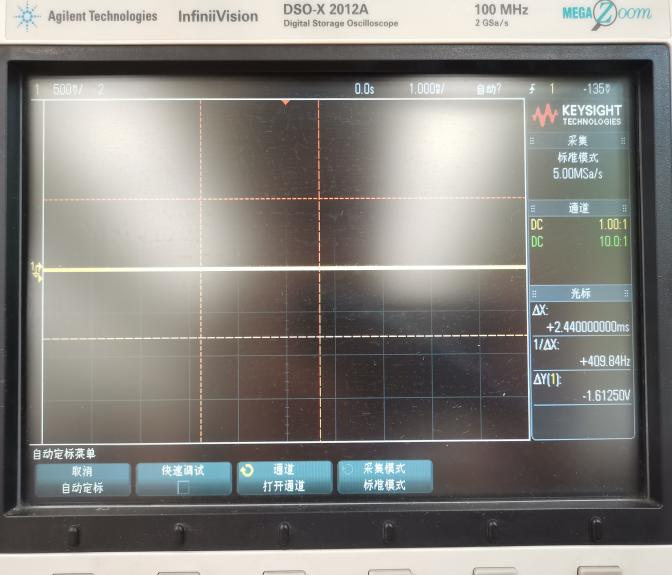 Agilent Technologies
InfiniiVision
DSO-X 2012A
Digital Storage Oscilloscope
100 MHz
2 GSa/s
MEGA Zoom
1 500▽/ 2 0.0s 1.000▽/ 自动? 1 -135▽
KEYSIGHT
TECHNOLOGIES
采集
标准模式
5.00MSa/s
通道
DC 1.00:1
DC 10.0:1
光标
ΔX:
+2.440000000ms
1/ΔX:
+409.84Hz
ΔY(1):
-1.61250V
自动定标菜单
取消
自动定标
快速调试
通道
打开通道
采集模式
标准模式